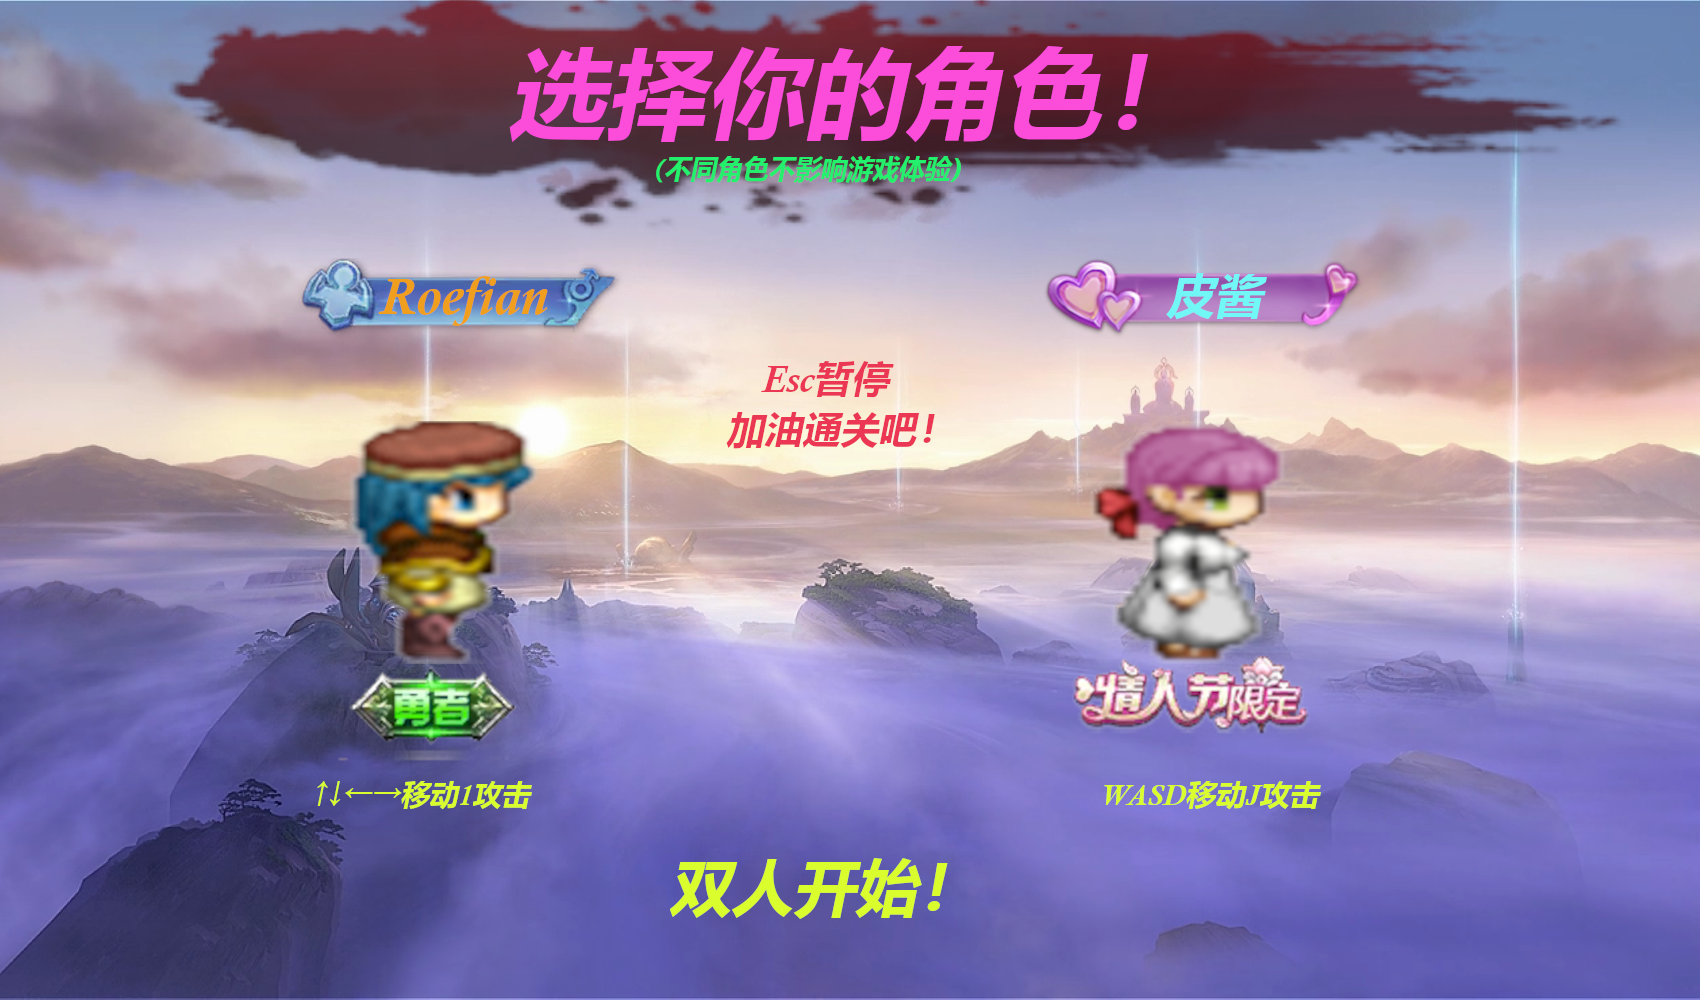 选择你的角色！
(不同角色不影响游戏体验)
Roefian
皮酱
Esc暂停
加油通关吧！
勇者
情人节限定
↑↓←→移动1攻击
WASD移动J攻击
双人开始！